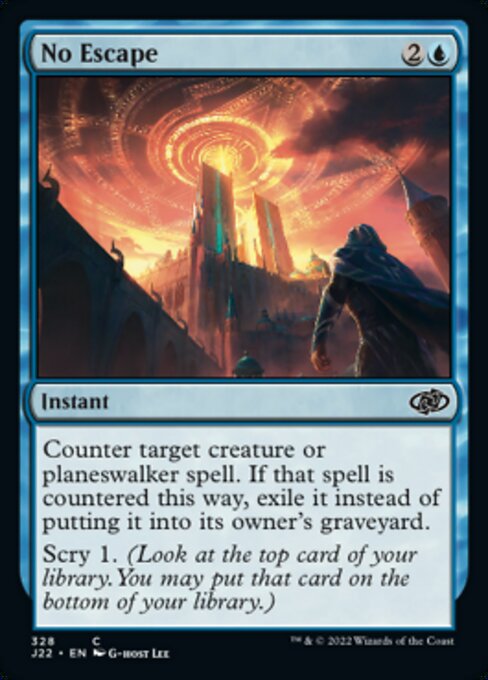 No Escape 2
Instant
Counter target creature or
planeswalker spell. If that spell is
countered this way, exile it instead of
putting it into its owner's graveyard.
Scry 1. (Look at the top card of your
library. You may put that card on the
bottom of your library.)
328 C ™ & © 2022 Wizards of the Coast
J22 • EN G-host Lee